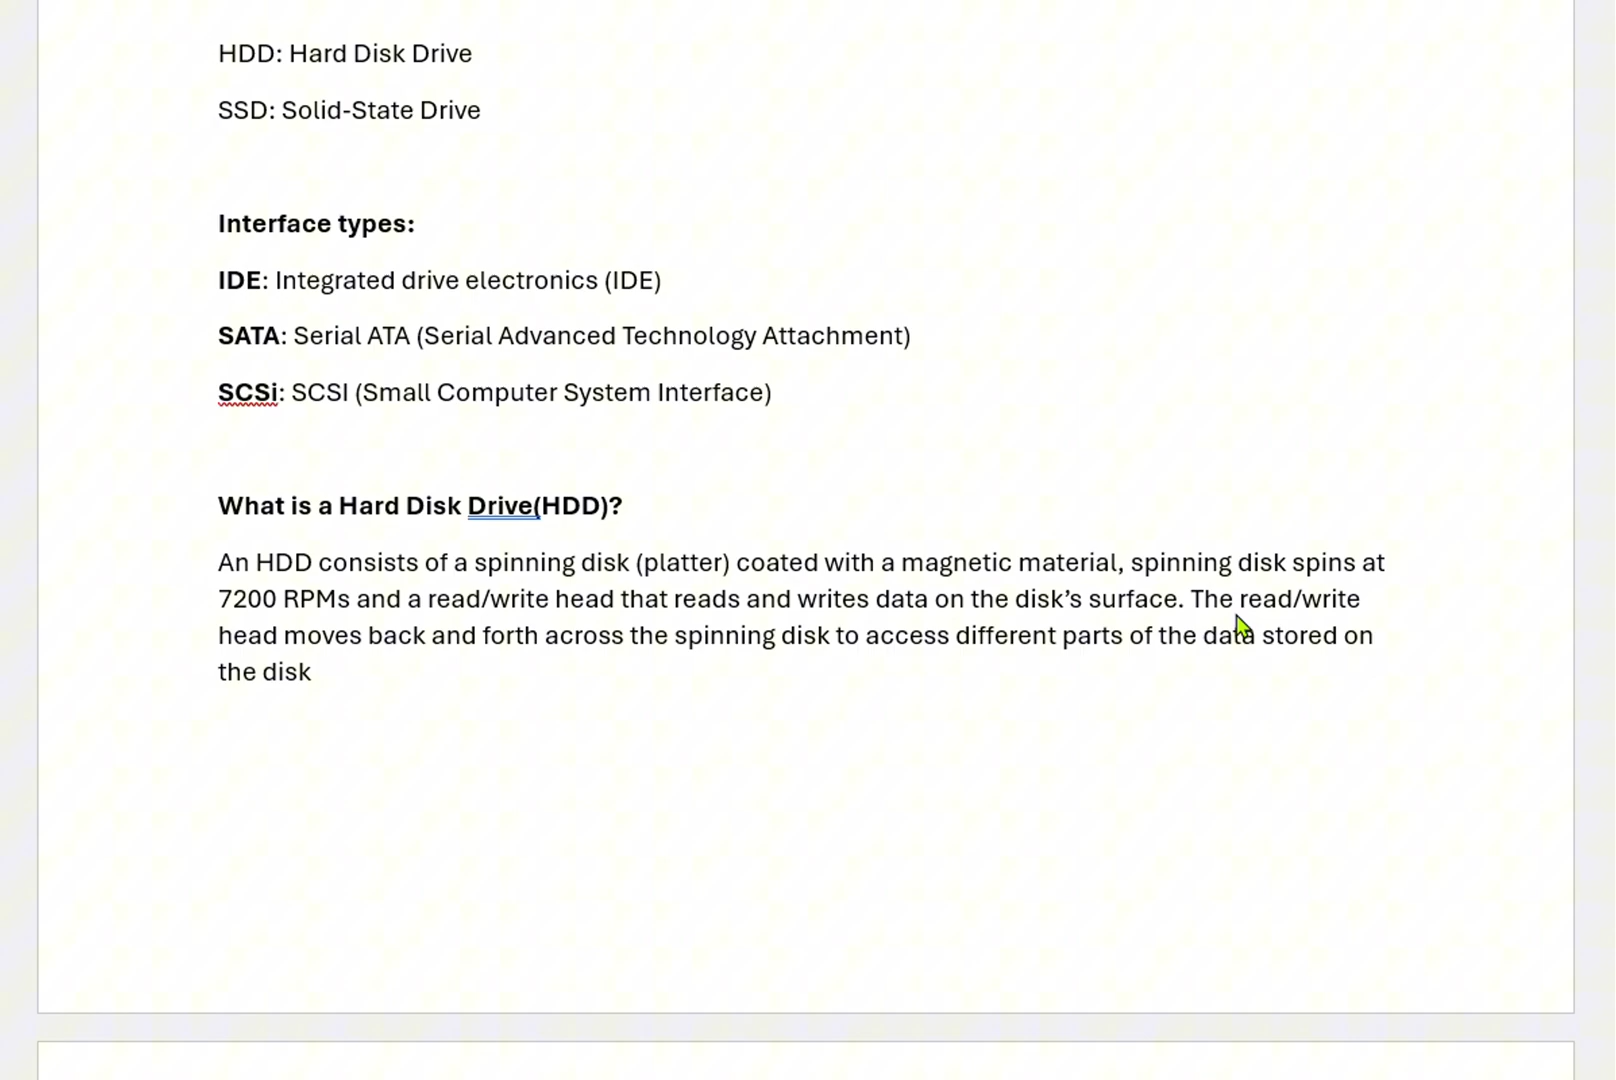 HDD: Hard Disk Drive
SSD: Solid-State Drive
Interface types:
IDE: Integrated drive electronics (IDE)
SATA: Serial ATA (Serial Advanced Technology Attachment)
SCSi: SCSI (Small Computer System Interface)
What is a Hard Disk Drive(HDD)?
An HDD consists of a spinning disk (platter) coated with a magnetic material, spinning disk spins at
7200 RPMs and a read/write head that reads and writes data on the disk’s surface. The read/write
head moves back and forth across the spinning disk to access different parts of the data stored on
the disk